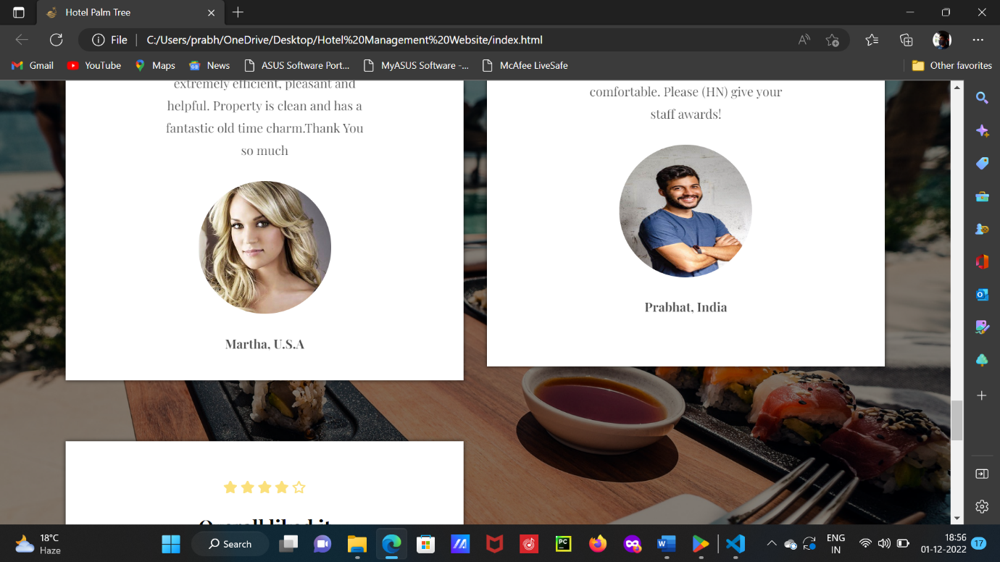 Hotel Palm Tree
File
C:/Users/prabh/OneDrive/Desktop/Hotel%20Management%20Website/index.html
Gmail
YouTube
Maps
News
ASUS Software Port...
MyASUS Software -...
McAfee LiveSafe
Other favorites
extremely efficient, pleasant and
helpful. Property is clean and has a
fantastic old time charm.Thank You
so much
Martha, U.S.A
comfortable. Please (HN) give your
staff awards!
Prabhat, India
Overall liked it
18°C
Haze
Search
ENG
IN
18:56
01-12-2022
17